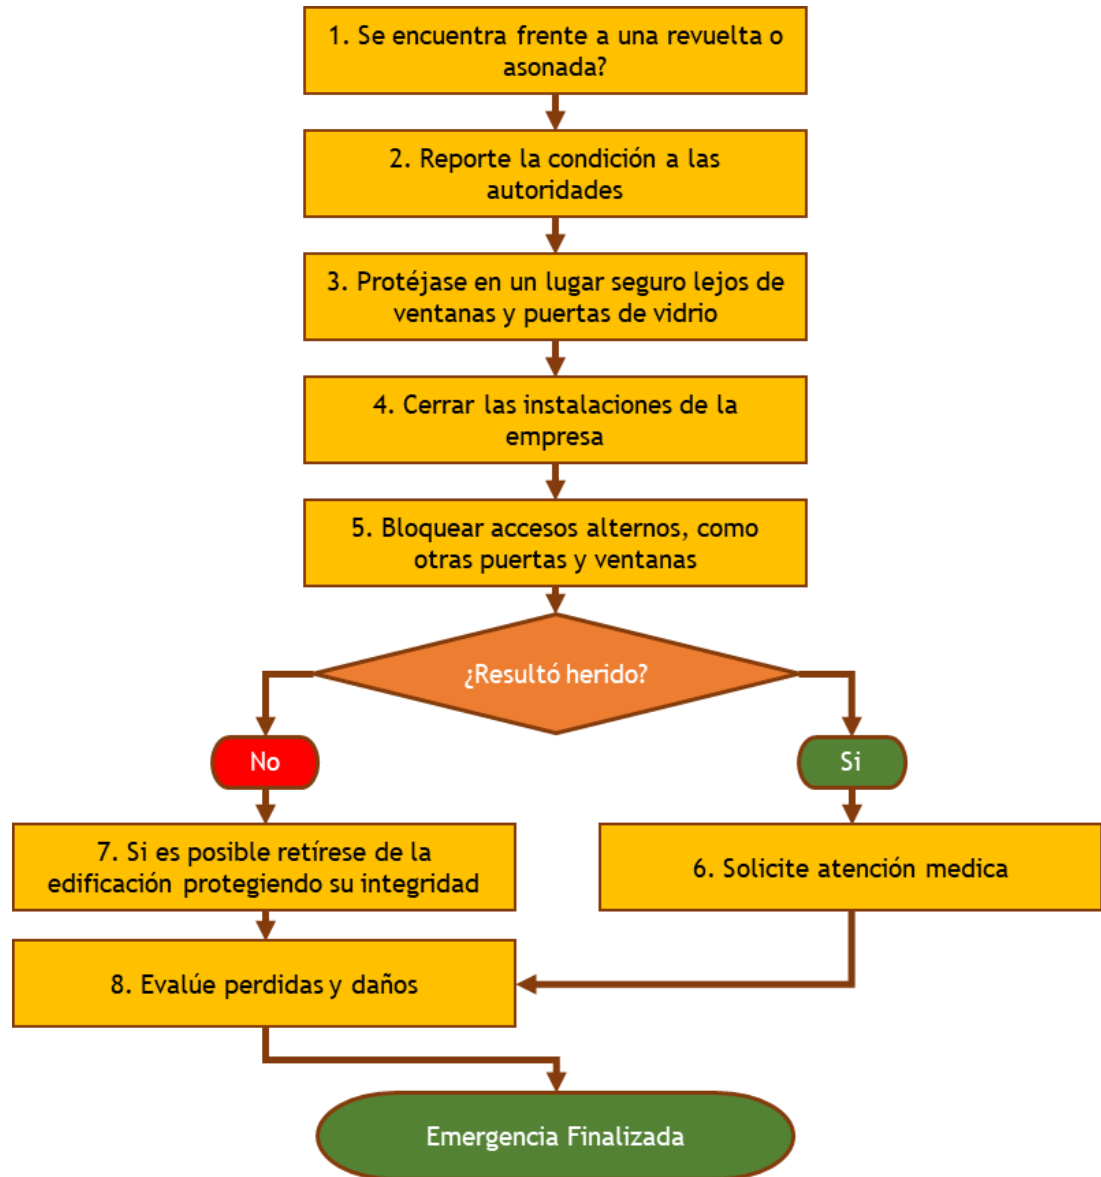 1. Se encuentra frente a una revuelta o
asonada?
2. Reporte la condición a las
autoridades
3. Protéjase en un lugar seguro lejos de
ventanas y puertas de vidrio
4. Cerrar las instalaciones de la
empresa
5. Bloquear accesos alternos, como
otras puertas y ventanas
¿Resultó herido?
No
Si
7. Si es posible retírese de la
edificación protegiendo su integridad
6. Solicite atención medica
8. Evalúe perdidas y daños
Emergencia Finalizada